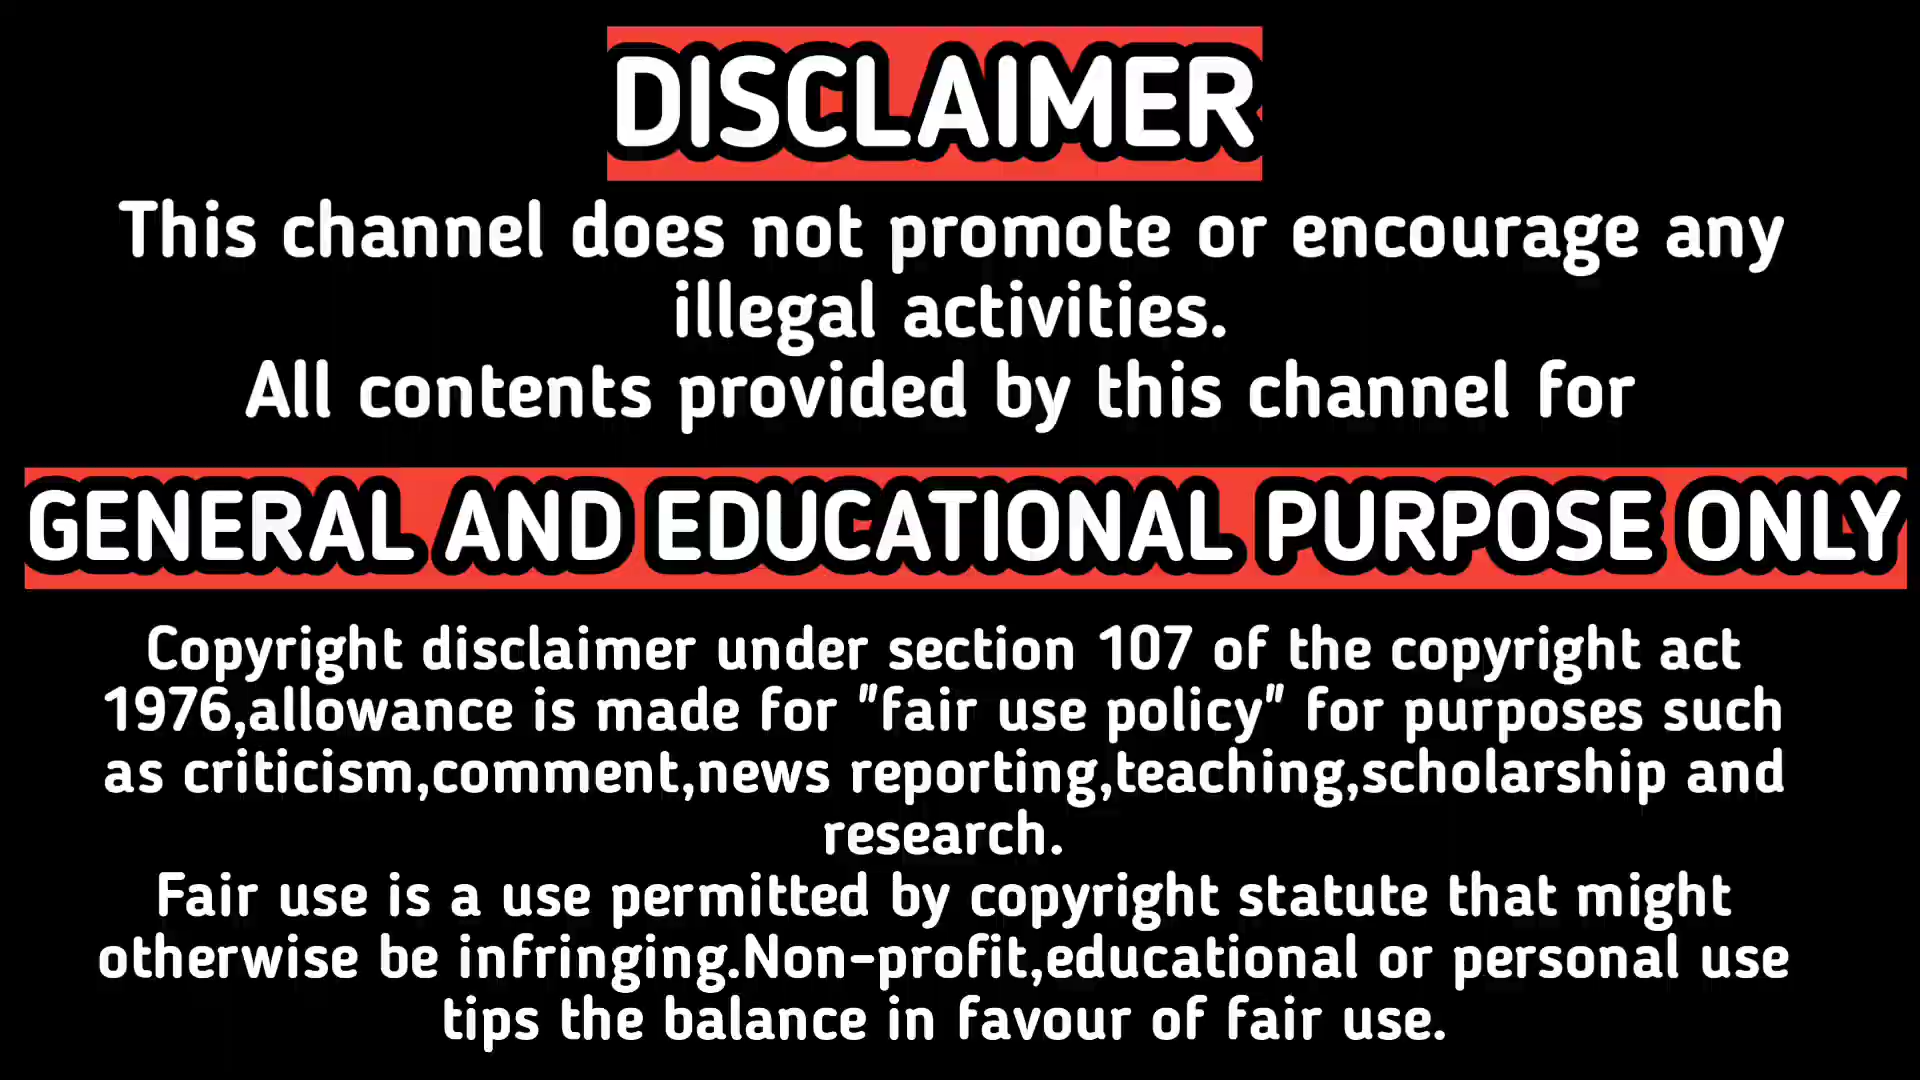 DISCLAIMER
This channel does not promote or encourage any
illegal activities.
All contents provided by this channel for
GENERAL AND EDUCATIONAL PURPOSE ONLY
Copyright disclaimer under section 107 of the copyright act
1976,allowance is made for "fair use policy" for purposes such
as criticism,comment,news reporting,teaching,scholarship and
research.
Fair use is a use permitted by copyright statute that might
otherwise be infringing.Non-profit,educational or personal use
tips the balance in favour of fair use.